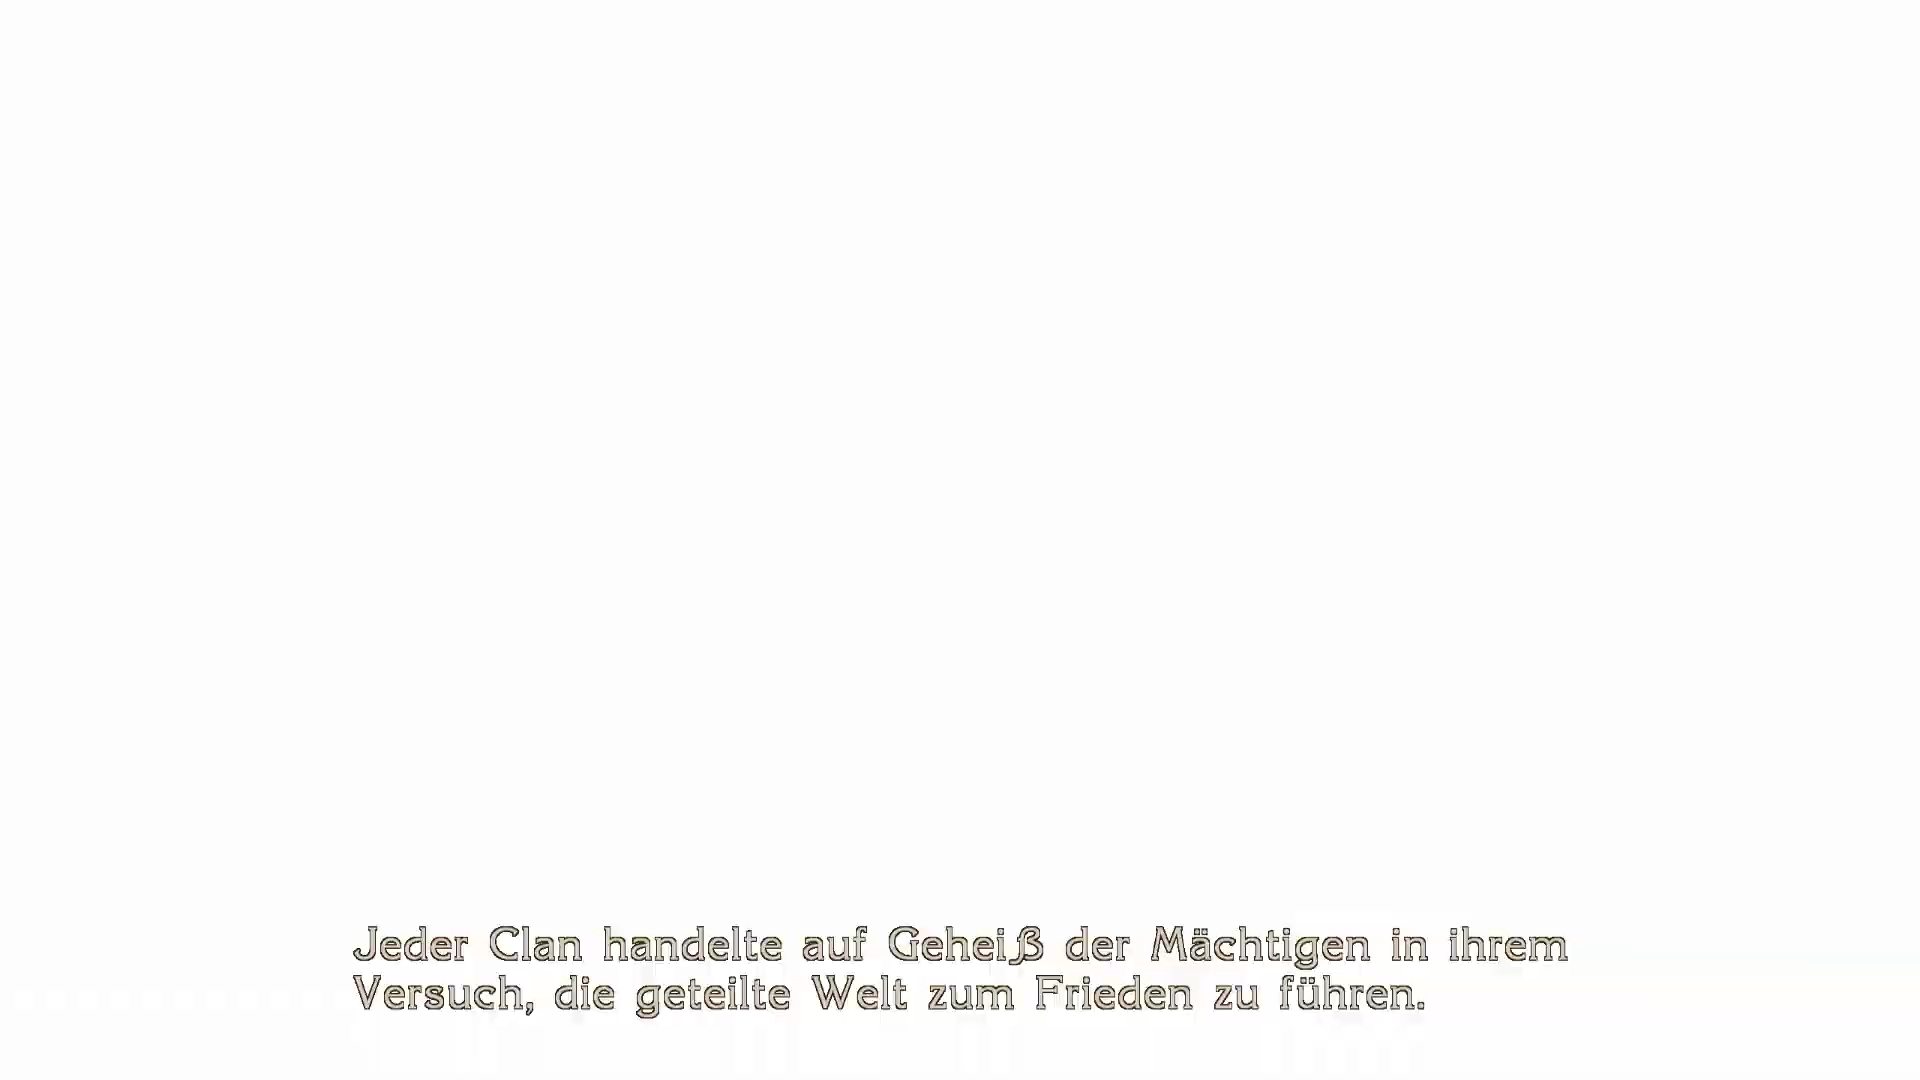 Jeder Clan handelte auf Geheiß der Mächtigen in ihrem
Versuch, die geteilte Welt zum Frieden zu führen.